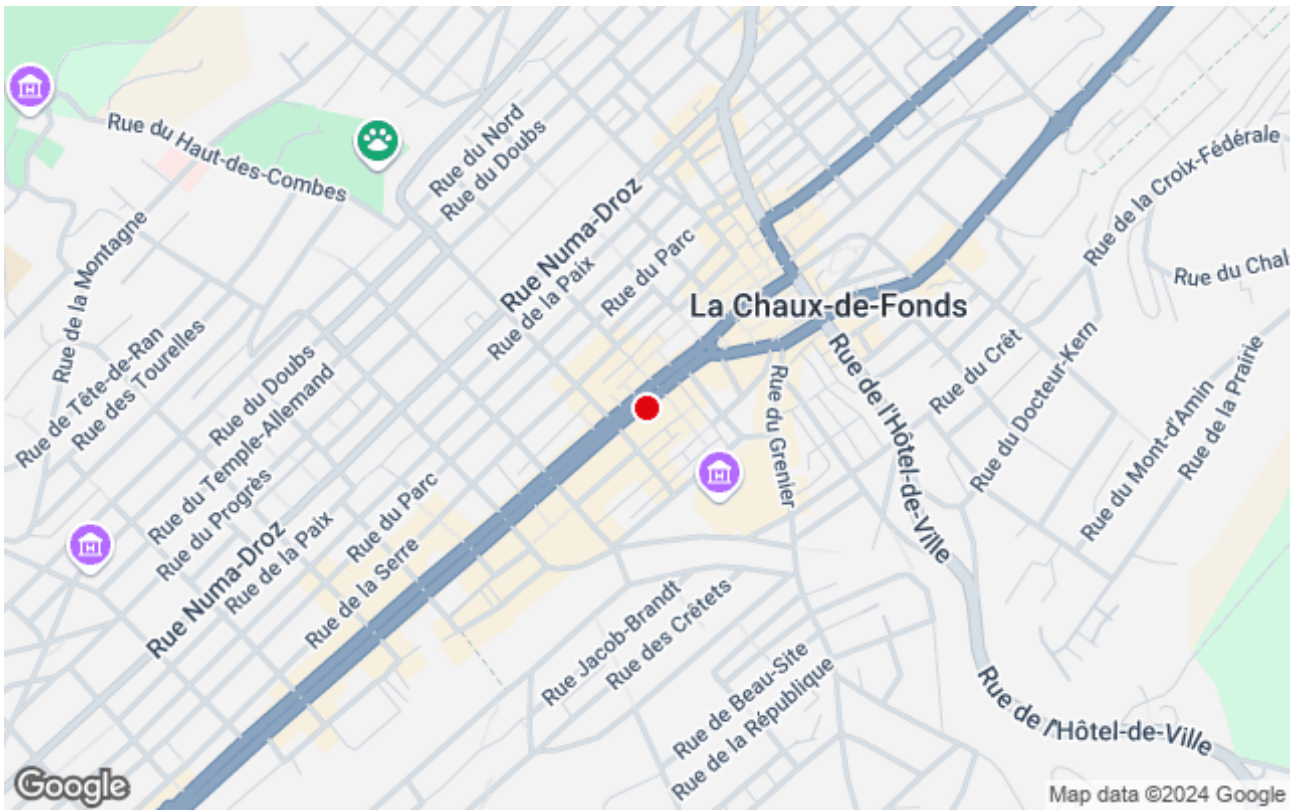 Rue du Haut-des-Combes
Rue du Nord
Rue du Doubs
Rue Numa-Droz
Rue de la Paix
Rue du Parc
Rue de la Croix-Fédérale
Rue du Chal
Rue de la Montagne
La Chaux-de-Fonds
Rue de Tête-de-Ran
Rue des Tourelles
Rue du Doubs
Rue du Temple-Allemand
Rue du Progrès
Rue Numa-Droz
Rue de la Paix
Rue du Parc
Rue de la Serre
Rue du Grenier
Rue de l'Hôtel-de-Ville
Rue du Crêt
Rue du Docteur-Kern
Rue du Mont-d'Amin
Rue de la Prairie
Rue Jacob-Brandt
Rue des Crêtets
Rue de Beau-Site
Rue de la République
Rue de l'Hôtel-de-Ville
Google
Map data ©2024 Google